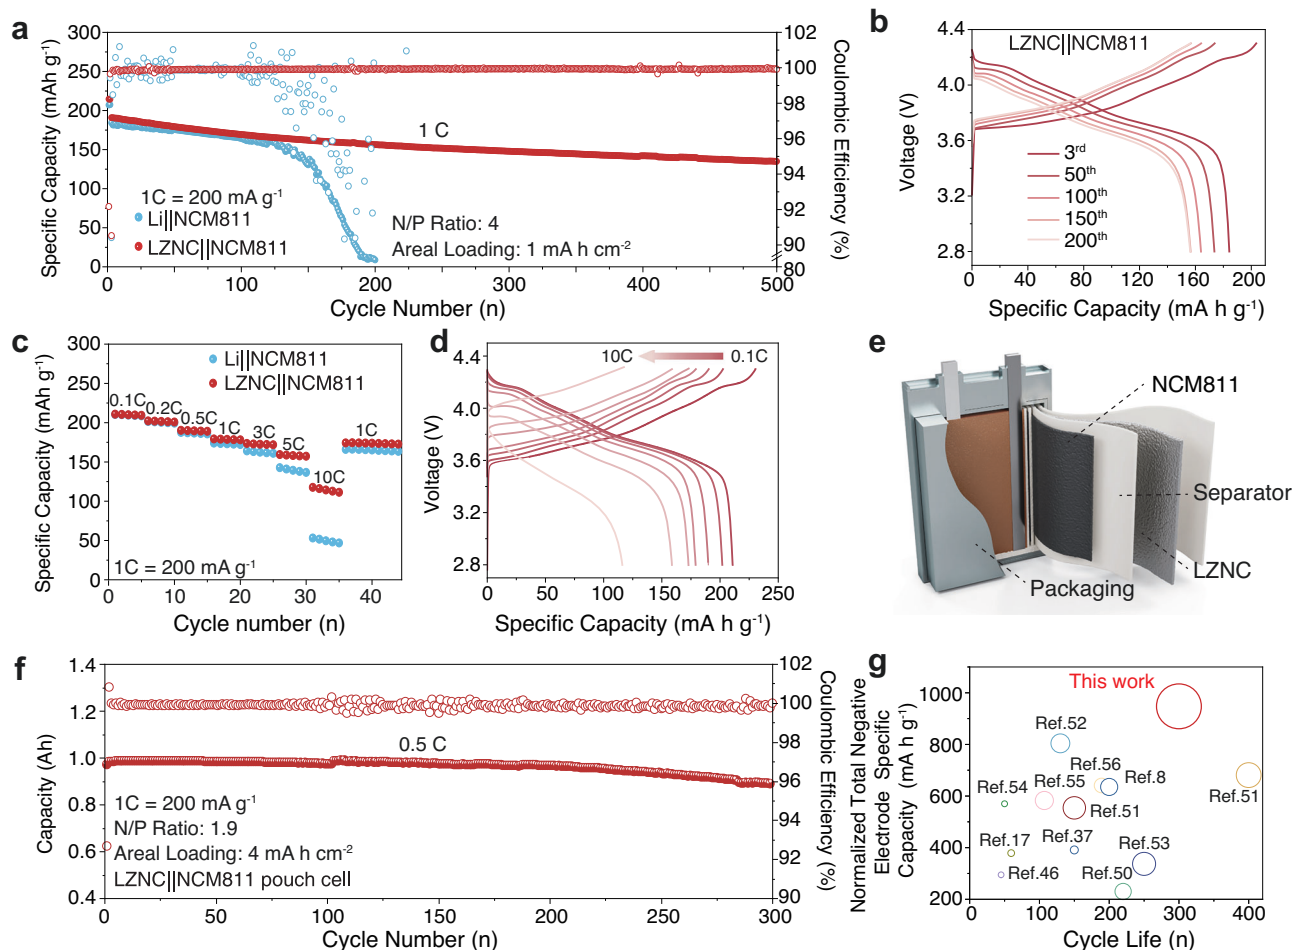 a
300
250
200
150
100
50
0
Specific Capacity (mAh g⁻¹)
102
100
98
96
94
92
90
80
Coulombic Efficiency (%)
1 C
1C = 200 mA g⁻¹
Li||NCM811
LZNC||NCM811
N/P Ratio: 4
Areal Loading: 1 mA h cm⁻²
0 100 200 300 400 500
Cycle Number (n)
b
4.4
4.0
3.6
3.2
2.8
Voltage (V)
LZNC||NCM811
3rd
50th
100th
150th
200th
0 40 80 120 160 200
Specific Capacity (mA h g⁻¹)
c
300
250
200
150
100
50
0
Specific Capacity (mAh g⁻¹)
Li||NCM811
LZNC||NCM811
0.1C
0.2C
0.5C
1C
3C
5C
10C
1C
1C = 200 mA g⁻¹
0 10 20 30 40
Cycle number (n)
d
4.4
4.0
3.6
3.2
2.8
Voltage (V)
10C
0.1C
0 50 100 150 200 250
Specific Capacity (mA h g⁻¹)
e
NCM811
Separator
LZNC
Packaging
f
1.4
1.2
1.0
0.8
0.6
0.4
Capacity (Ah)
102
100
98
96
94
92
90
Coulombic Efficiency (%)
0.5 C
1C = 200 mA g⁻¹
N/P Ratio: 1.9
Areal Loading: 4 mA h cm⁻²
LZNC||NCM811 pouch cell
0 50 100 150 200 250 300
Cycle Number (n)
g
Normalized Total Negative
Electrode Specific
Capacity (mA h g⁻¹)
1000
800
600
400
200
This work
Ref.52
Ref.56
Ref.54
Ref.55
Ref.8
Ref.51
Ref.51
Ref.17
Ref.37
Ref.53
Ref.46
Ref.50
0 100 200 300 400
Cycle Life (n)